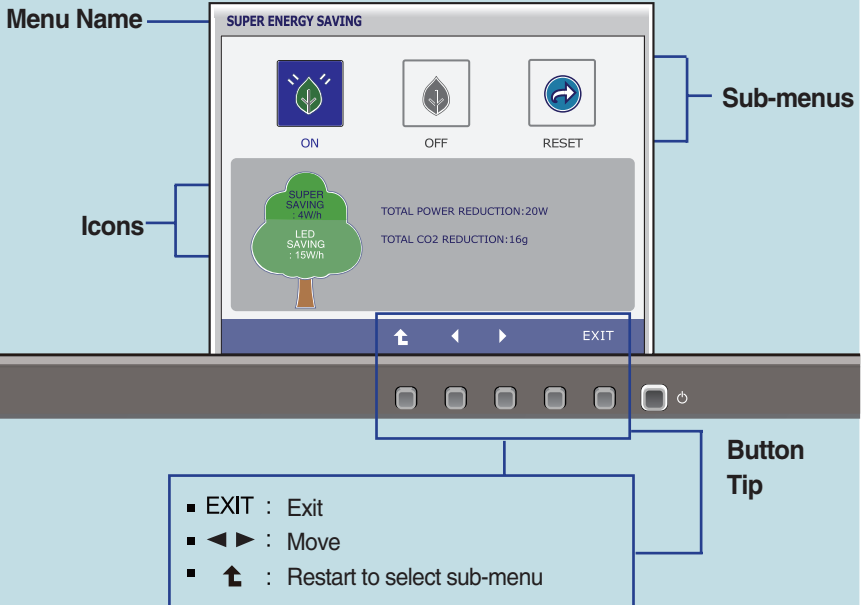 Menu Name
SUPER ENERGY SAVING
ON
OFF
RESET
Sub-menus
Icons
SUPER
SAVING
: 4W/h
LED
SAVING
: 15W/h
TOTAL POWER REDUCTION:20W
TOTAL CO2 REDUCTION:16g
EXIT
Button
Tip
▪ EXIT : Exit
▪ ◄ ► : Move
▪ : Restart to select sub-menu